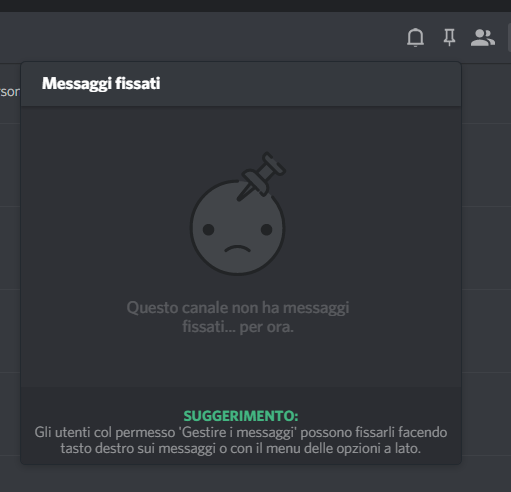 Messaggi fissati
Questo canale non ha messaggi
fissati... per ora.
SUGGERIMENTO:
Gli utenti col permesso 'Gestire i messaggi' possono fissarli facendo
tasto destro sui messaggi o con il menu delle opzioni a lato.